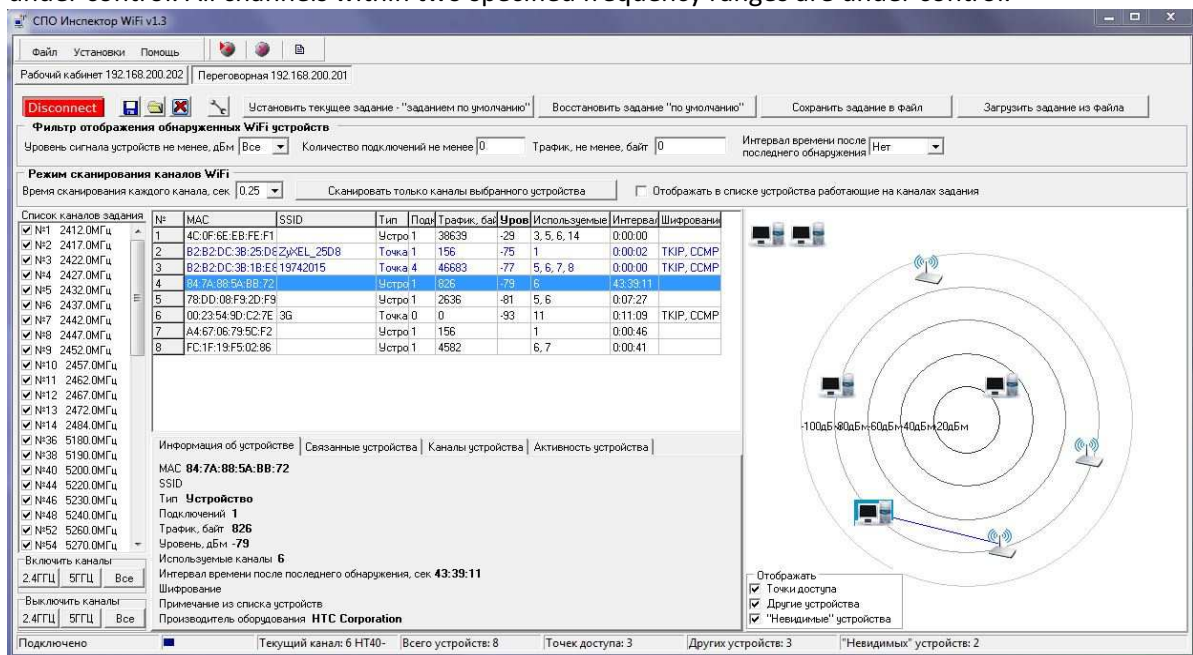 under control. All channels within two specified frequency ranges are under control.
СПО Инспектор WiFi v1.3
Файл Установки Помощь
Рабочий кабинет 192.168.200.202 Переговорная 192.168.200.201
Disconnect Установить текущее задание - "заданием по умолчанию" Восстановить задание "по умолчанию" Сохранить задание в файл Загрузить задание из файла
Фильтр отображения обнаруженных WiFi устройств
Уровень сигнала устройств не менее, дБм Все Количество подключений не менее 0 Трафик, не менее, байт 0 Интервал времени после последнего обнаружения Нет
Режим сканирования каналов WiFi
Время сканирования каждого канала, сек 0.25 Сканировать только каналы выбранного устройства Отображать в списке устройства работающие на каналах задания
Список каналов задания
№1 2412.0МГц
№2 2417.0МГц
№3 2422.0МГц
№4 2427.0МГц
№5 2432.0МГц
№6 2437.0МГц
№7 2442.0МГц
№8 2447.0МГц
№9 2452.0МГц
№10 2457.0МГц
№11 2462.0МГц
№12 2467.0МГц
№13 2472.0МГц
№14 2484.0МГц
№36 5180.0МГц
№38 5190.0МГц
№40 5200.0МГц
№44 5220.0МГц
№46 5230.0МГц
№48 5240.0МГц
№52 5260.0МГц
№54 5270.0МГц
Включить каналы
2.4ГГЦ 5ГГЦ Все
Выключить каналы
2.4ГГЦ 5ГГЦ Все
№ MAC SSID Тип Подк Трафик, бай Уров Используемые Интервал Шифровани
1 4C:0F:6E:EB:FE:F1 Устро 1 38639 -29 3, 5, 6, 14 0:00:00
2 B2:B2:DC:3B:25:D8 ZyXEL_25D8 Точка 1 156 -75 1 0:00:02 TKIP, CCMP
3 B2:B2:DC:3B:1B:E8 19742015 Точка 4 46683 -77 5, 6, 7, 8 0:00:00 TKIP, CCMP
4 84:7A:88:5A:BB:72 Устро 1 826 -79 6 43:39:11
5 78:DD:08:F9:2D:F9 Устро 1 2636 -81 5, 6 0:07:27
6 00:23:54:9D:C2:7E 3G Точка 0 0 -93 11 0:11:09 TKIP, CCMP
7 A4:67:06:79:5C:F2 Устро 1 156 1 0:00:46
8 FC:1F:19:F5:02:86 Устро 1 4582 6, 7 0:00:41
Информация об устройстве Связанные устройства Каналы устройства Активность устройства
MAC 84:7A:88:5A:BB:72
SSID
Тип Устройство
Подключений 1
Трафик, байт 826
Уровень, дБм -79
Используемые каналы 6
Интервал времени после последнего обнаружения, сек 43:39:11
Шифрование
Примечание из списка устройств
Производитель оборудования HTC Corporation
-100дБм -80дБм -60дБм -40дБм -20дБм
Отображать
Точки доступа
Другие устройства
"Невидимые" устройства
Подключено Текущий канал: 6 HT40- Всего устройств: 8 Точек доступа: 3 Других устройств: 3 "Невидимых" устройств: 2